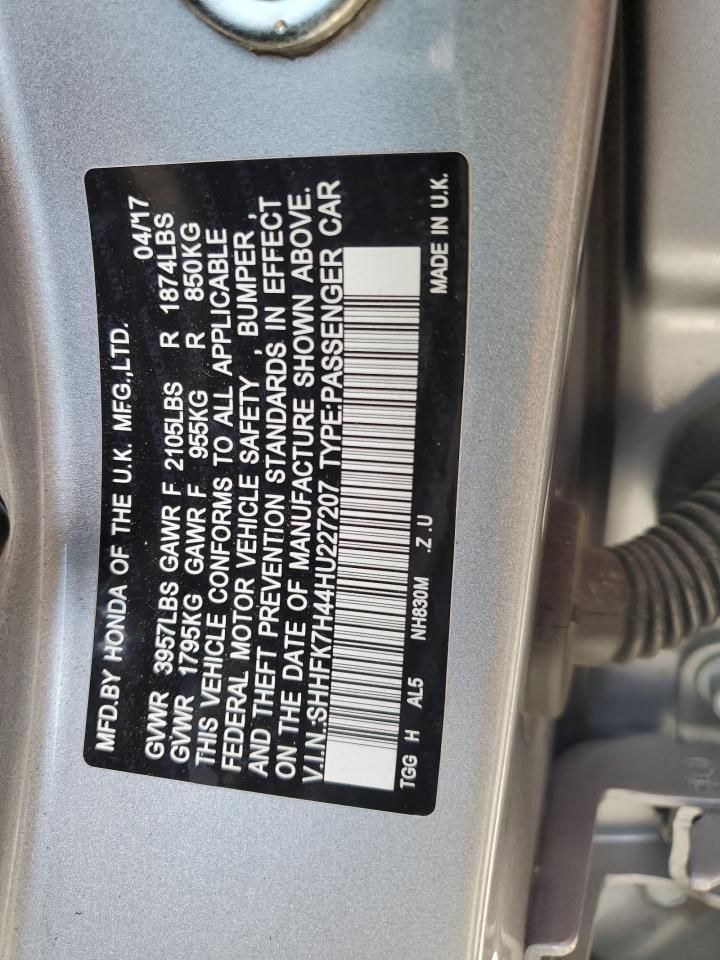 MFD.BY HONDA OF THE U.K. MFG.,LTD. 04/17
GVWR 3957LBS GAWR F 2105LBS R 1874LBS
GVWR 1795KG GAWR F 955KG R 850KG
THIS VEHICLE CONFORMS TO ALL APPLICABLE
FEDERAL MOTOR VEHICLE SAFETY , BUMPER ,
AND THEFT PREVENTION STANDARDS IN EFFECT
ON THE DATE OF MANUFACTURE SHOWN ABOVE.
V.I.N.:SHHFK7H44HU227207 TYPE:PASSENGER CAR
TGG H AL5 NH830M .Z .U MADE IN U.K.